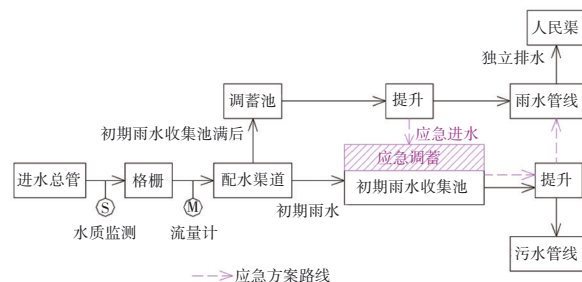 人民渠
独立排水
调蓄池
提升
雨水管线
初期雨水收集池满后
应急进水
应急调蓄
进水总管
格栅
配水渠道
初期雨水收集池
提升
S
M
初期雨水
水质监测
流量计
污水管线
应急方案路线